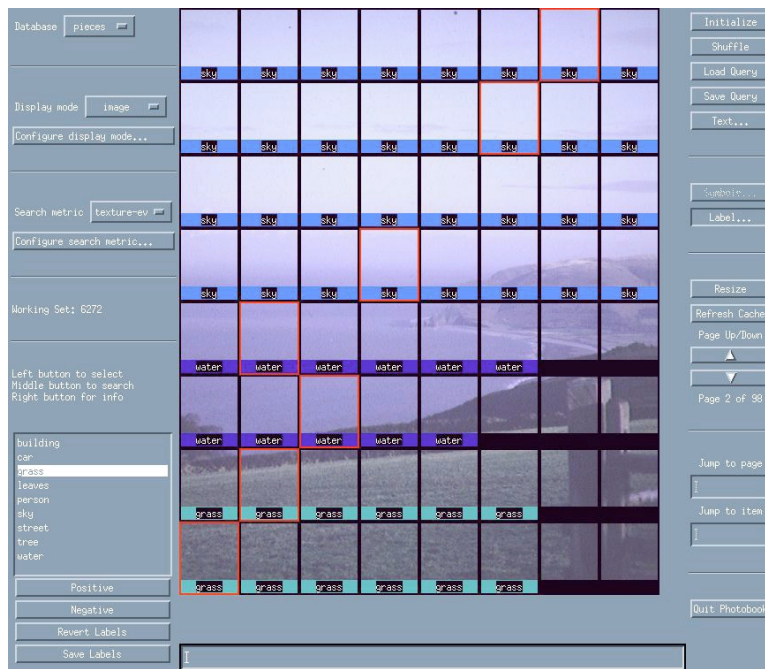 Database pieces
Display mode image
Configure display mode...
Search metric texture-ev
Configure search metric...
Working Set: 6272
Left button to select
Middle button to search
Right button for info
building
car
grass
leaves
person
sky
street
tree
water
Positive
Negative
Revert Labels
Save Labels
sky sky sky sky sky sky sky sky
sky sky sky sky sky sky sky sky
sky sky sky sky sky sky sky sky
sky sky sky sky sky sky sky sky
water water water water water water
water water water water water
grass grass grass grass grass grass
grass grass grass grass grass grass
Initialize
Shuffle
Load Query
Save Query
Text...
Label...
Resize
Refresh Cache
Page Up/Down
Page 2 of 98
Jump to page
Jump to item
Quit Photobook